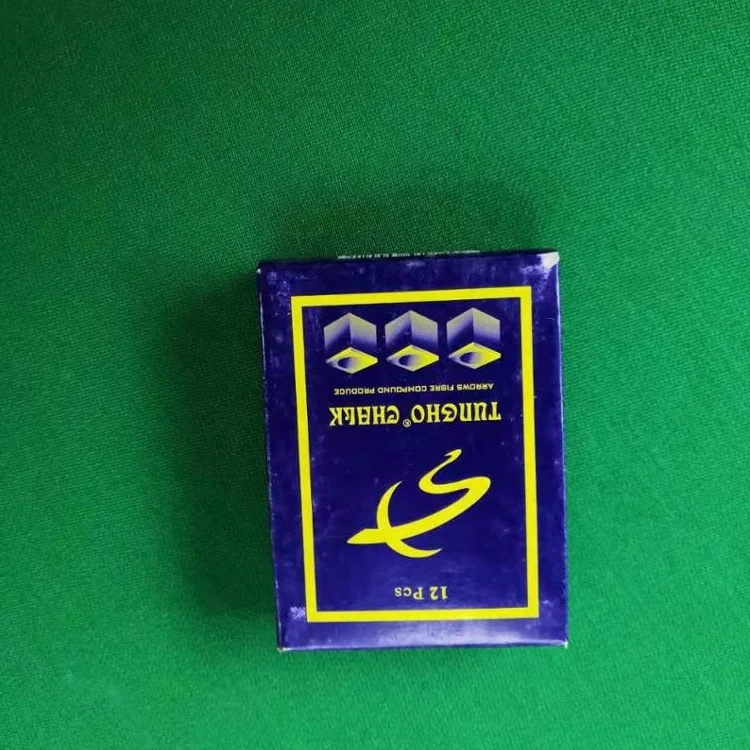 12 Pcs
TUNGHO® CHALK
ARROWS FIBRE COMPOUND PRODUCE